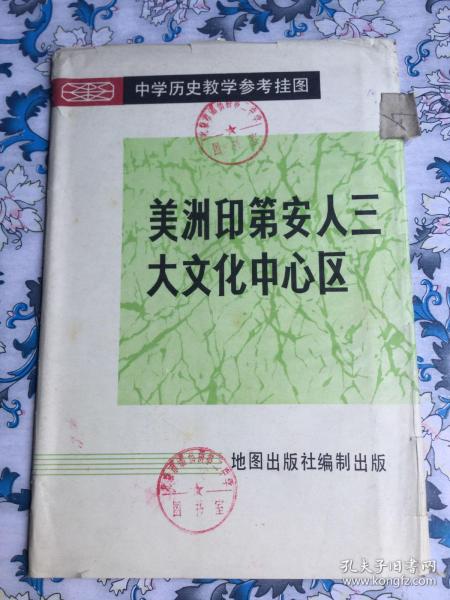 中学历史教学参考挂图
美洲印第安人三
大文化中心区
地图出版社编制出版
图书室
图书室
孔夫子旧书网
www.kongfz.com